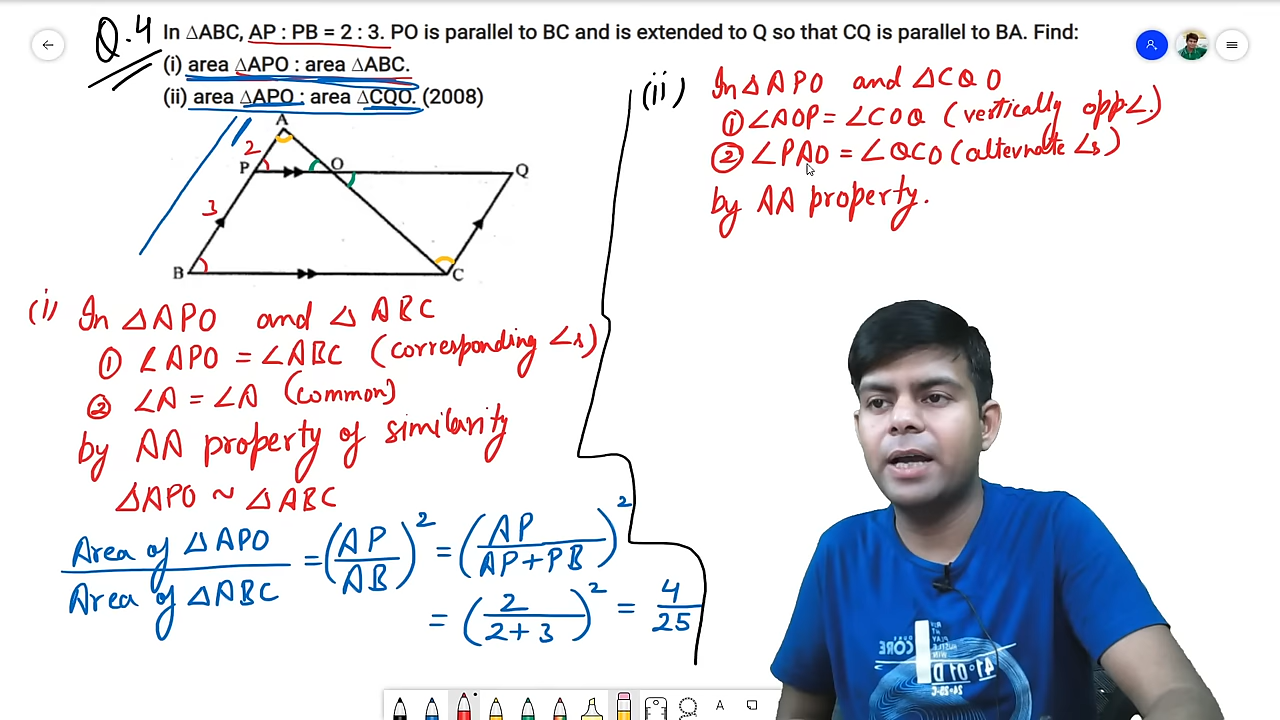 Q.4
In △ABC, AP : PB = 2 : 3. PO is parallel to BC and is extended to Q so that CQ is parallel to BA. Find:
(i) area △APO : area △ABC.
(ii) area △APO : area △CQO. (2008)
A
2
P
O
Q
3
B
C
(i) In △APO and △ABC
① ∠APO = ∠ABC (corresponding ∠s)
② ∠A = ∠A (common)
by AA property of similarity
△APO ~ △ABC
Area of △APO / Area of △ABC = (AP/AB)² = (AP/AP+PB)²
= (2/2+3)² = 4/25
(ii) In △APO and △CQO
① ∠AOP = ∠COQ (vertically opp∠.)
② ∠PAO = ∠QCO (alternate ∠s)
by AA property.
CORE
41°01 D
A